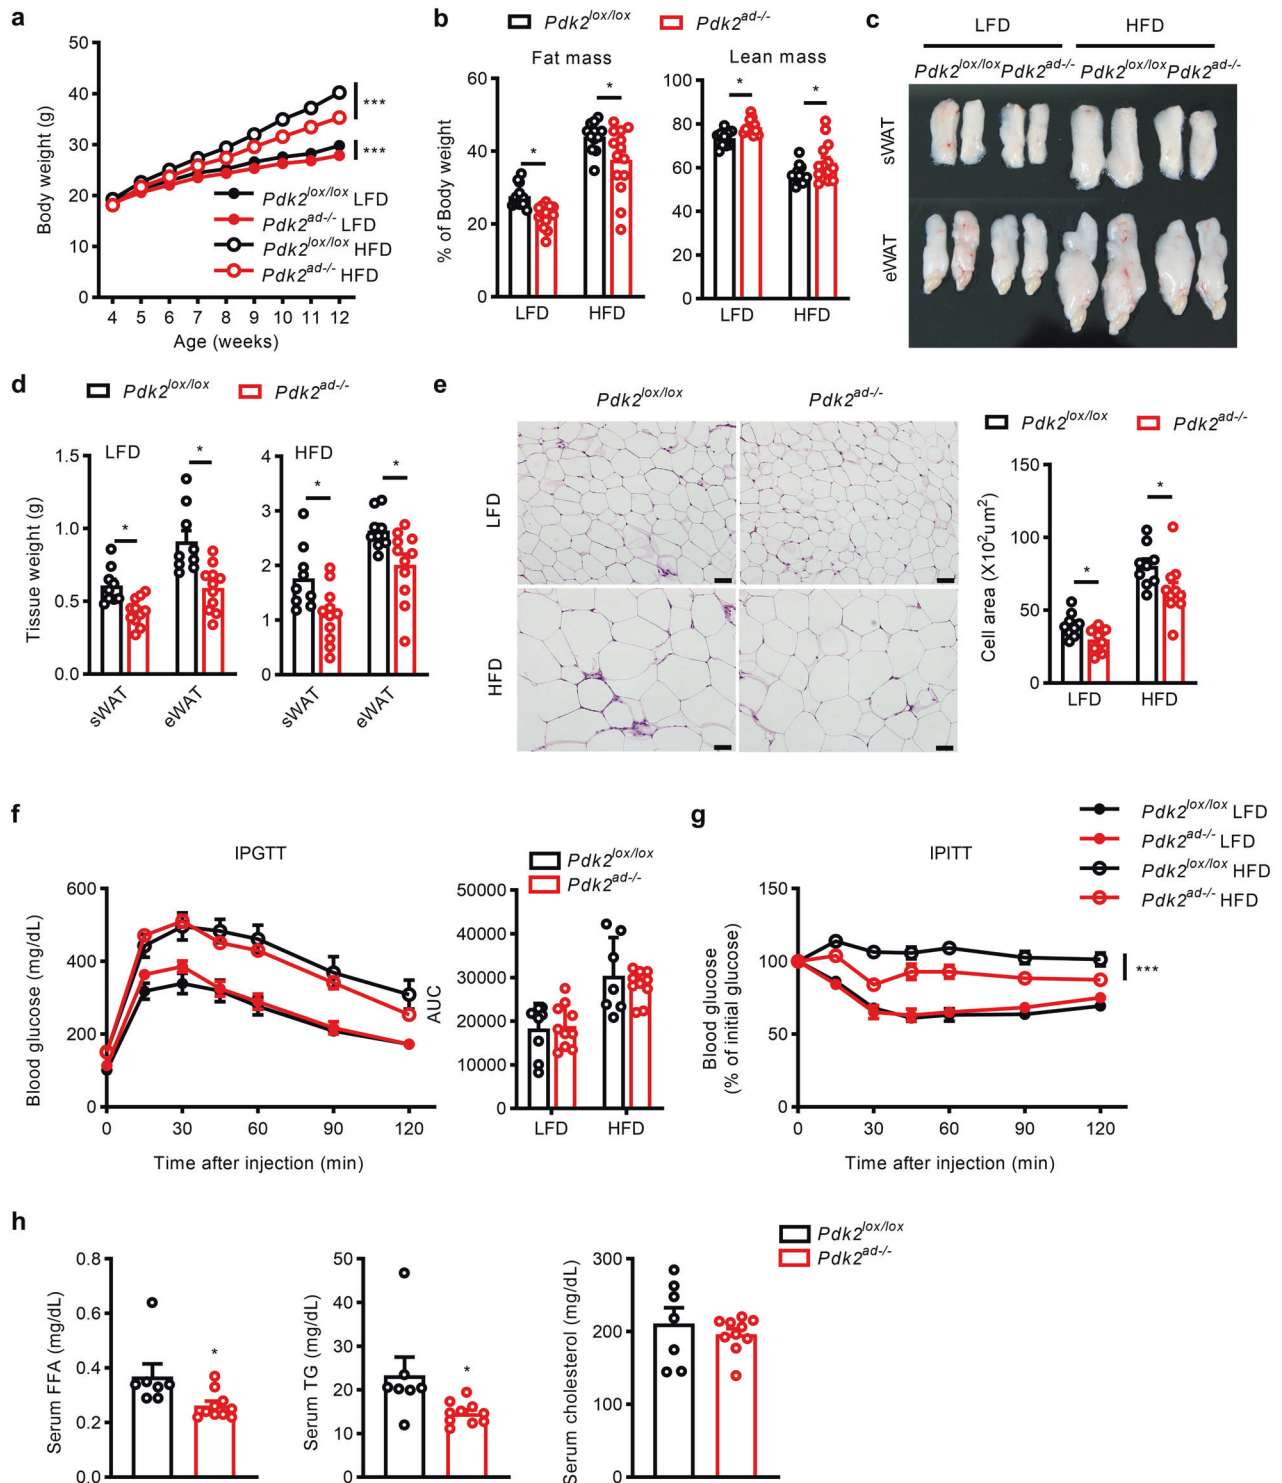 a
50
40
30
20
10
0
Body weight (g)
4 5 6 7 8 9 10 11 12
Age (weeks)
***
***
Pdk2lox/lox LFD
Pdk2ad-/- LFD
Pdk2lox/lox HFD
Pdk2ad-/- HFD
b
Pdk2lox/lox
Pdk2ad-/-
Fat mass
Lean mass
% of Body weight
60
40
20
0
* *
LFD HFD
100
80
60
40
20
0
* *
LFD HFD
c
LFD HFD
Pdk2lox/lox Pdk2ad-/- Pdk2lox/lox Pdk2ad-/-
sWAT
eWAT
d
Pdk2lox/lox
Pdk2ad-/-
Tissue weight (g)
LFD
1.5
1.0
0.5
0.0
* *
sWAT eWAT
HFD
4
3
2
1
0
* *
sWAT eWAT
e
Pdk2lox/lox Pdk2ad-/-
LFD
HFD
Pdk2lox/lox
Pdk2ad-/-
Cell area (X10²um²)
150
100
50
0
* *
LFD HFD
f
IPGTT
Blood glucose (mg/dL)
600
400
200
0
0 30 60 90 120
Time after injection (min)
Pdk2lox/lox
Pdk2ad-/-
AUC
50000
40000
30000
20000
10000
0
LFD HFD
g
IPITT
Pdk2lox/lox LFD
Pdk2ad-/- LFD
Pdk2lox/lox HFD
Pdk2ad-/- HFD
Blood glucose
(% of initial glucose)
150
100
50
0
***
0 30 60 90 120
Time after injection (min)
h
Pdk2lox/lox
Pdk2ad-/-
Serum FFA (mg/dL)
0.8
0.6
0.4
0.2
0.0
*
Serum TG (mg/dL)
50
40
30
20
10
0
*
Serum cholesterol (mg/dL)
300
200
100
0